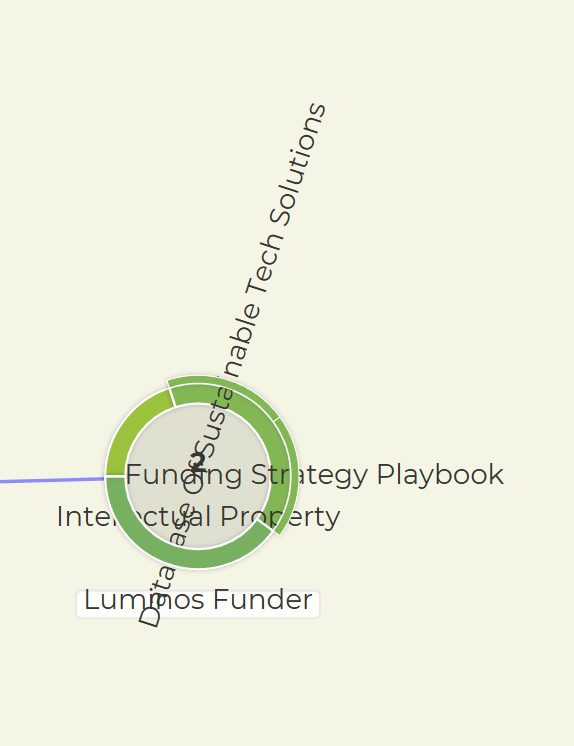 Database Of Sustainable Tech Solutions
2
Funding Strategy Playbook
Intellectual Property
Luminos Funder